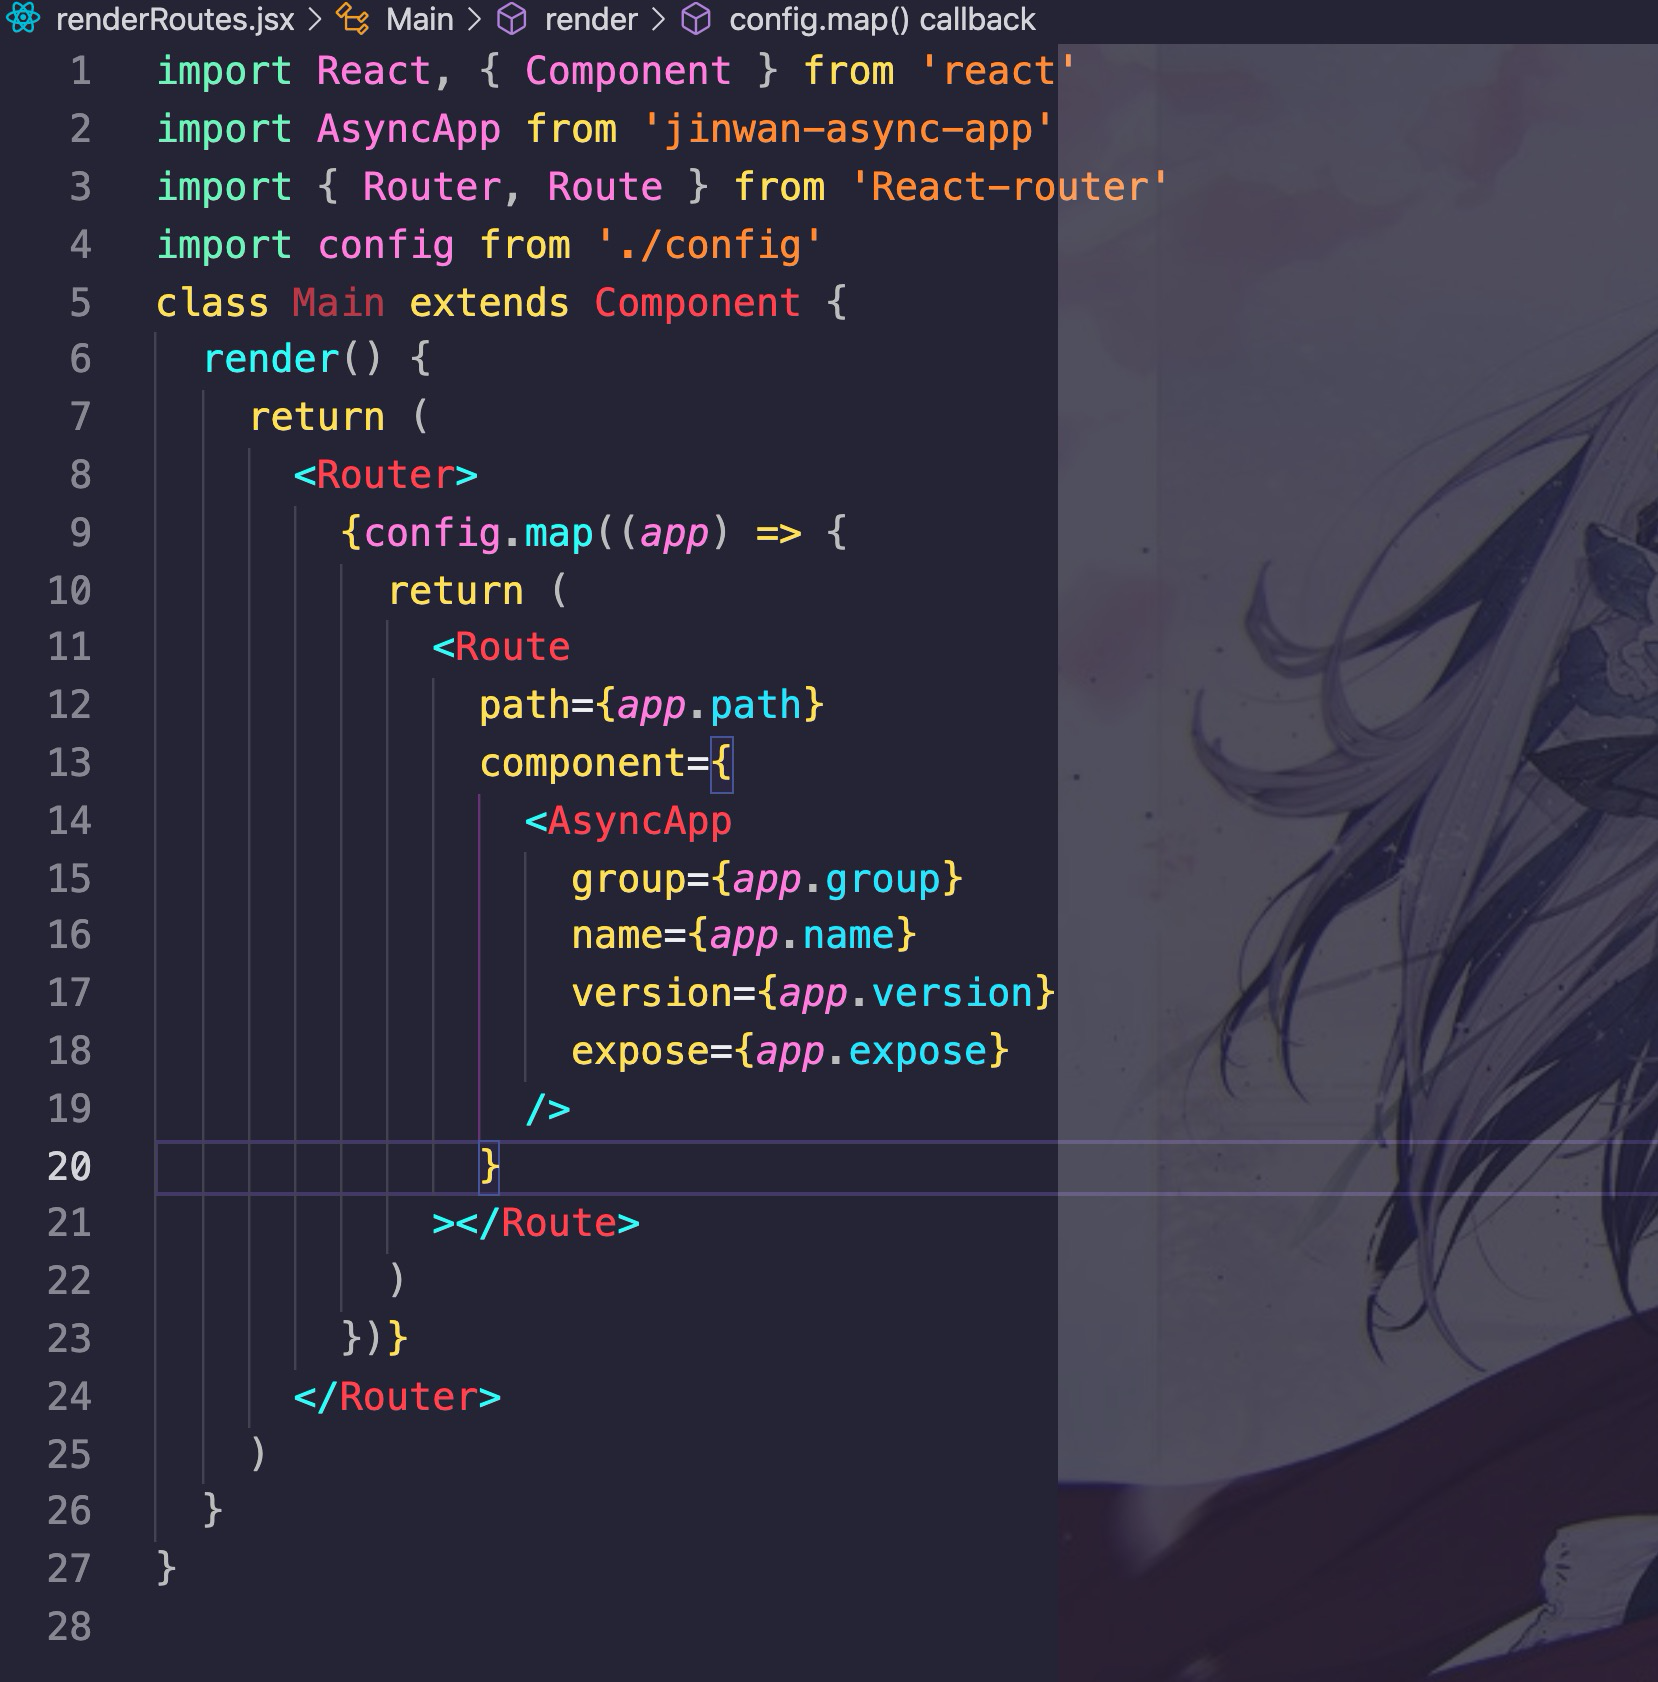 renderRoutes.jsx > Main > render > config.map() callback
1 import React, { Component } from 'react'
2 import AsyncApp from 'jinwan-async-app'
3 import { Router, Route } from 'React-router'
4 import config from './config'
5 class Main extends Component {
6 render() {
7 return (
8 <Router>
9 {config.map((app) => {
10 return (
11 <Route
12 path={app.path}
13 component={
14 <AsyncApp
15 group={app.group}
16 name={app.name}
17 version={app.version}
18 expose={app.expose}
19 />
20 }
21 ></Route>
22 )
23 })}
24 </Router>
25 )
26 }
27 }
28